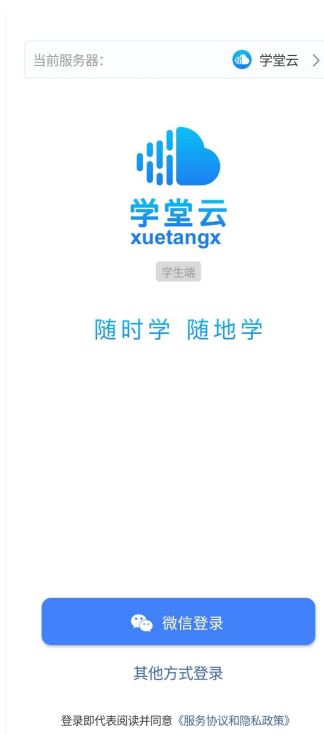 当前服务器： 学堂云
学堂云
xuetangx
学生端
随时学 随地学
微信登录
其他方式登录
登录即代表阅读并同意《服务协议和隐私政策》